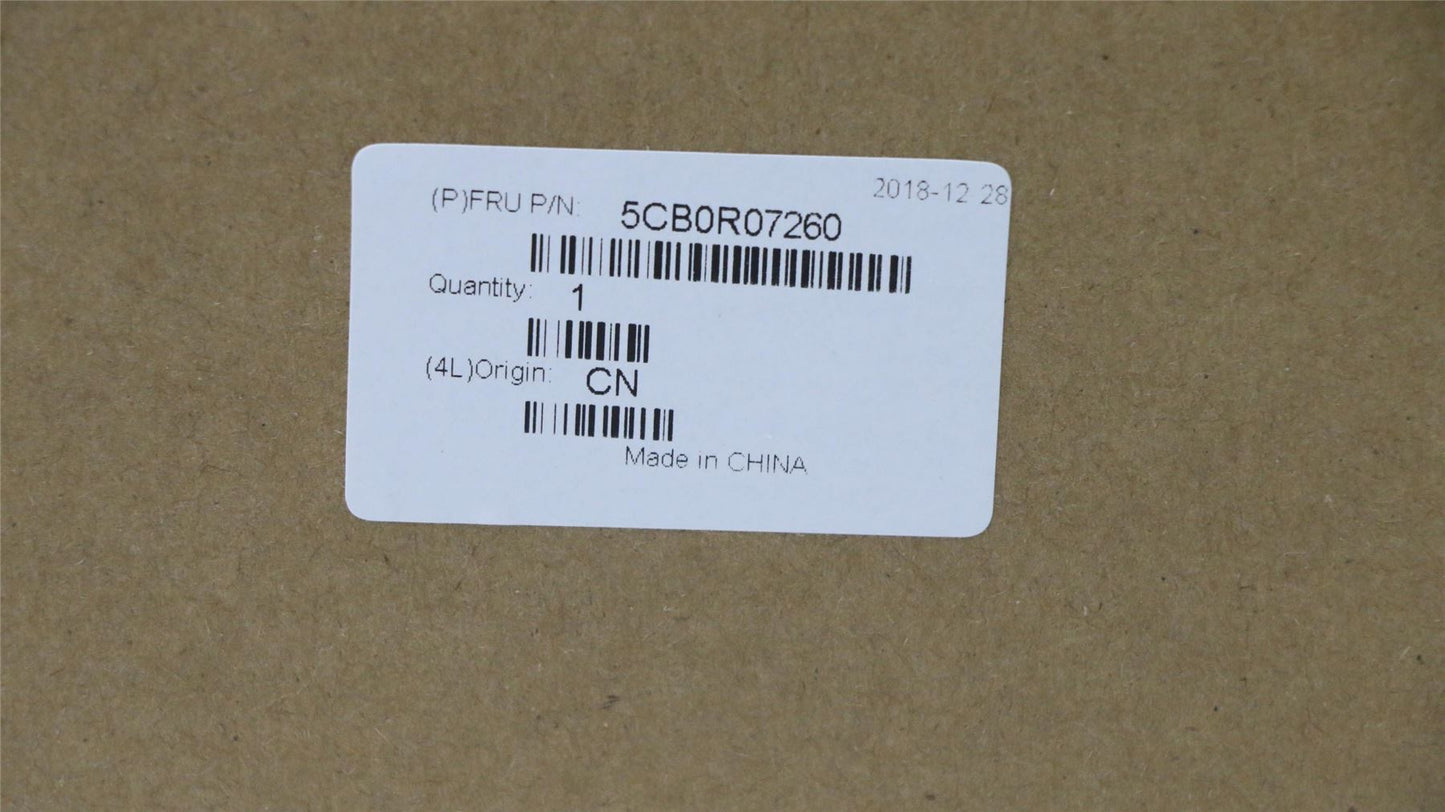 2018-12 28
(P)FRU P/N: 5CB0R07260
Quantity: 1
(4L)Origin: CN
Made in CHINA